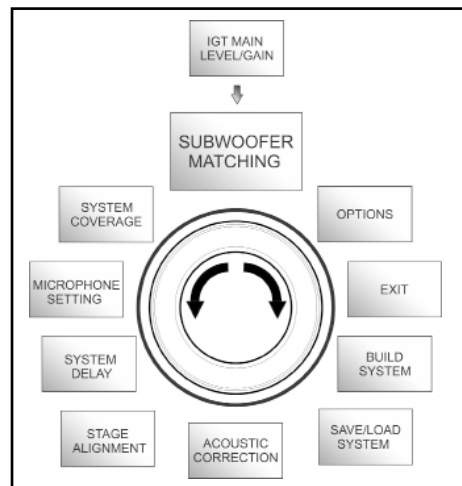 IGT MAIN
LEVEL/GAIN
SUBWOOFER
MATCHING
SYSTEM
COVERAGE
OPTIONS
MICROPHONE
SETTING
EXIT
SYSTEM
DELAY
BUILD
SYSTEM
STAGE
ALIGNMENT
ACOUSTIC
CORRECTION
SAVE/LOAD
SYSTEM